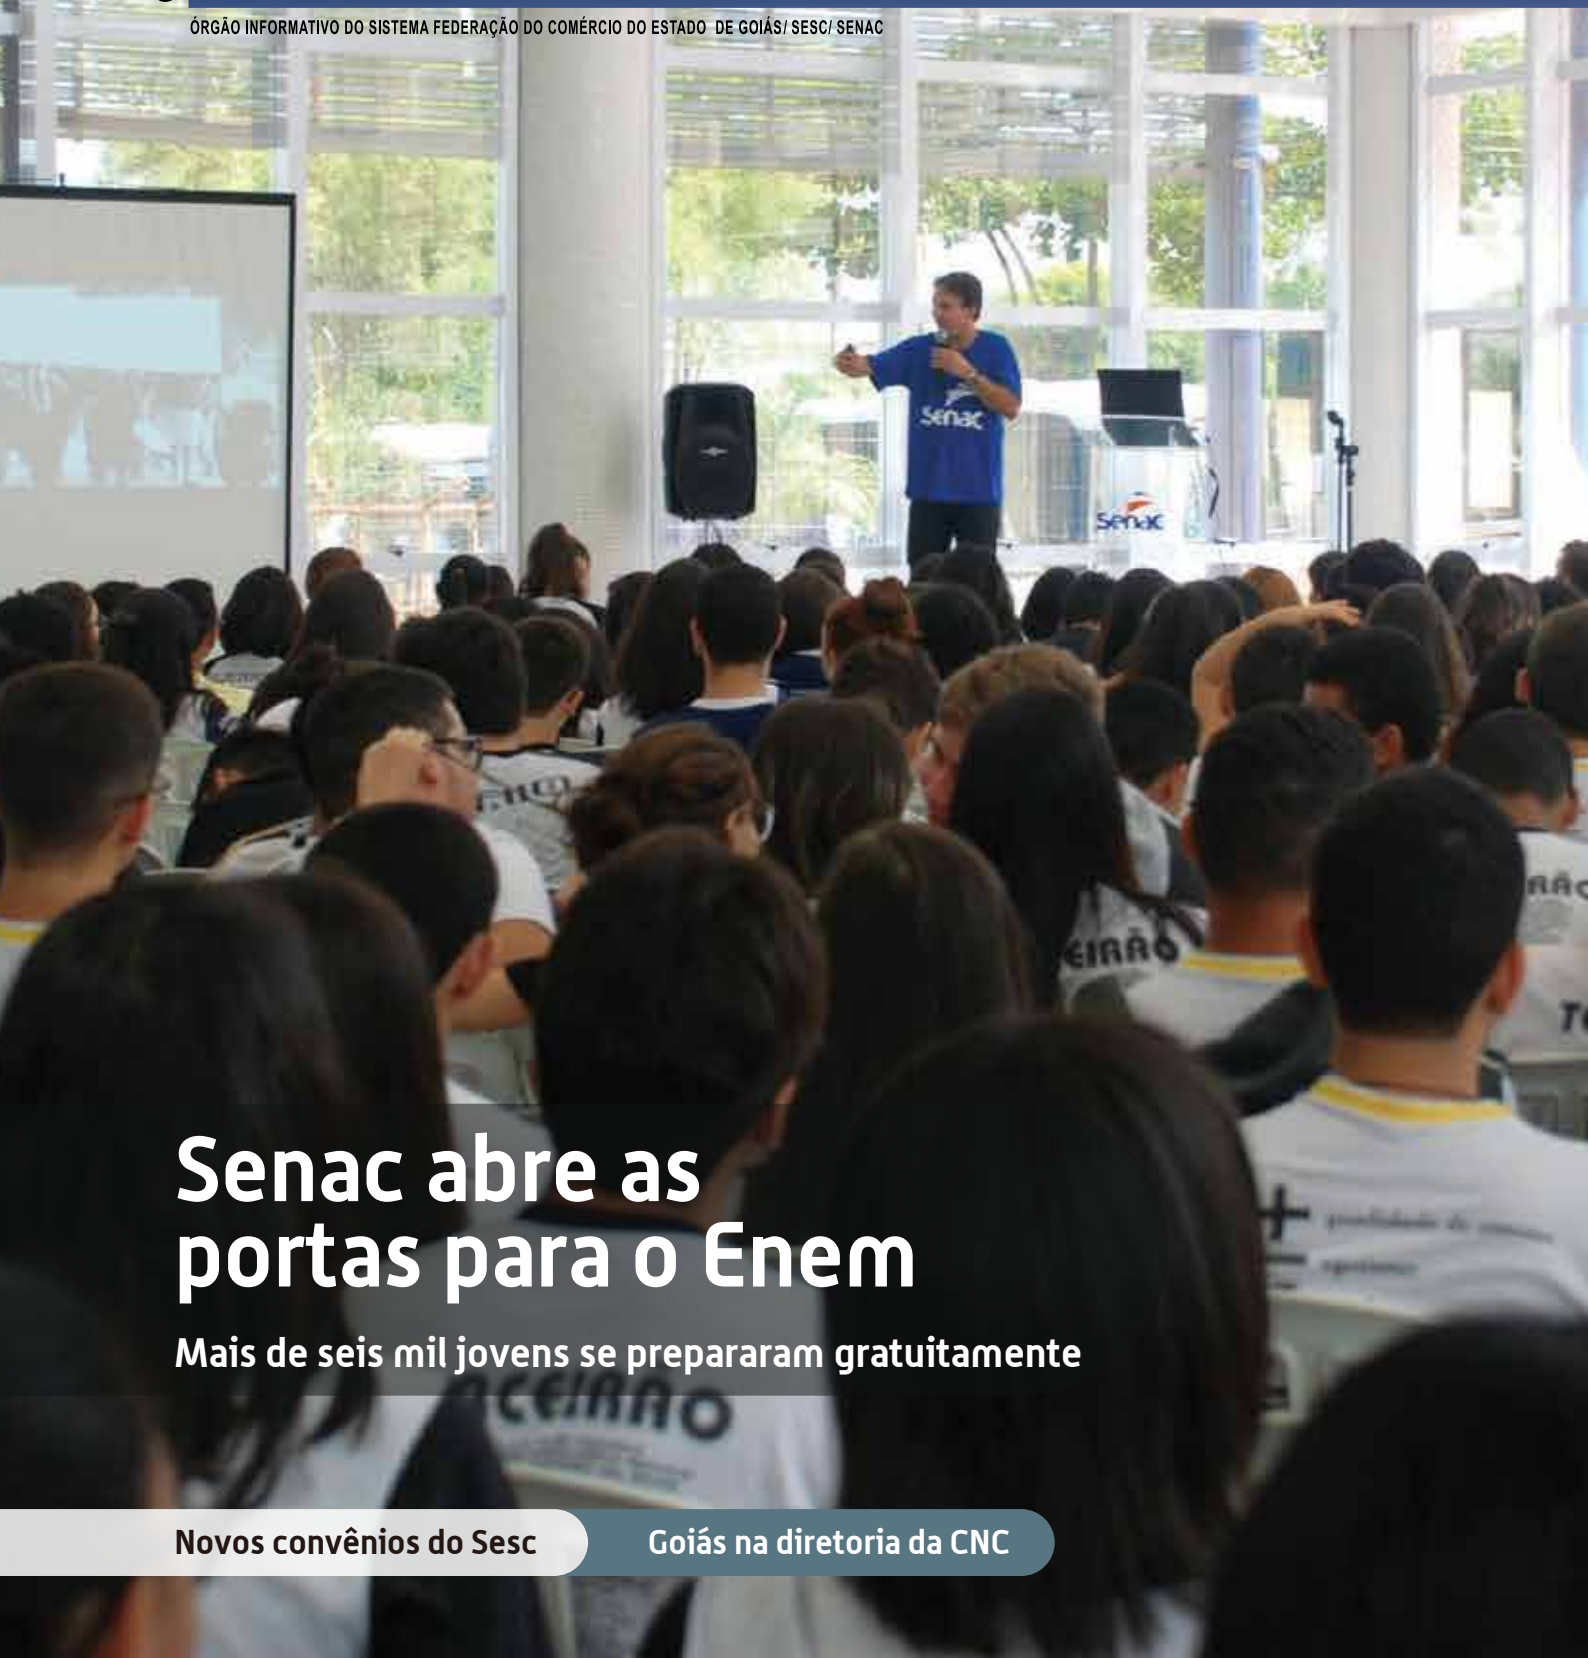 ÓRGÃO INFORMATIVO DO SISTEMA FEDERAÇÃO DO COMÉRCIO DO ESTADO DE GOIÁS/ SESC/ SENAC
senac
senac
EIRÃO
Senac abre as
portas para o Enem
Mais de seis mil jovens se prepararam gratuitamente
CEIRÃO
Novos convênios do Sesc
Goiás na diretoria da CNC